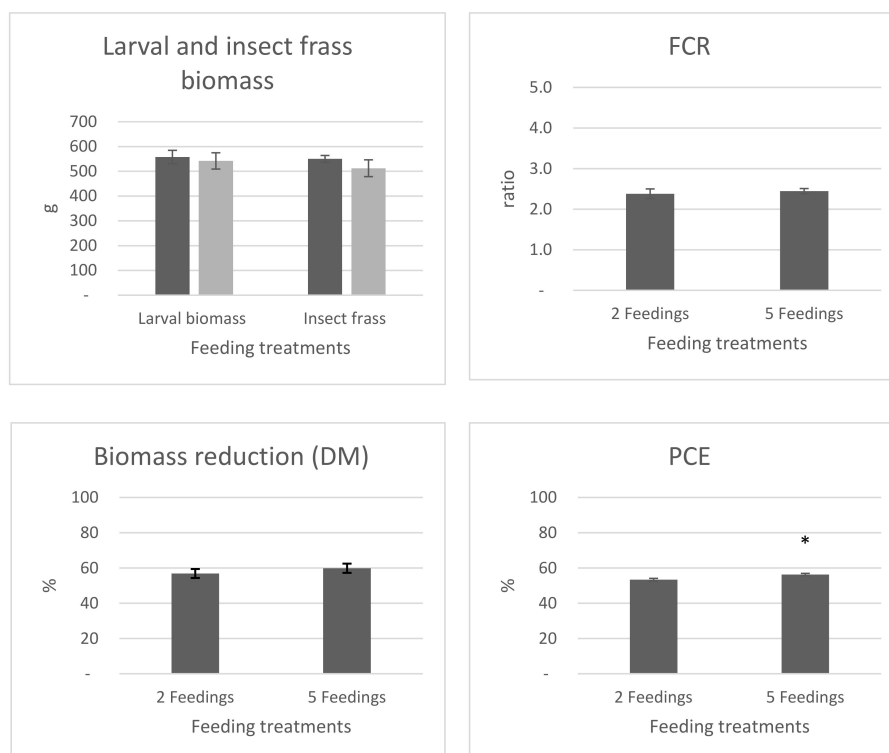 Larval and insect frass
biomass
700
600
500
400
300
200
100
-
g
Larval biomass
Insect frass
Feeding treatments
FCR
5.0
4.0
3.0
2.0
1.0
-
ratio
2 Feedings
5 Feedings
Feeding treatments
Biomass reduction (DM)
100
80
60
40
20
-
%
2 Feedings
5 Feedings
Feeding treatments
PCE
100
80
60
40
20
-
%
*
2 Feedings
5 Feedings
Feeding treatments